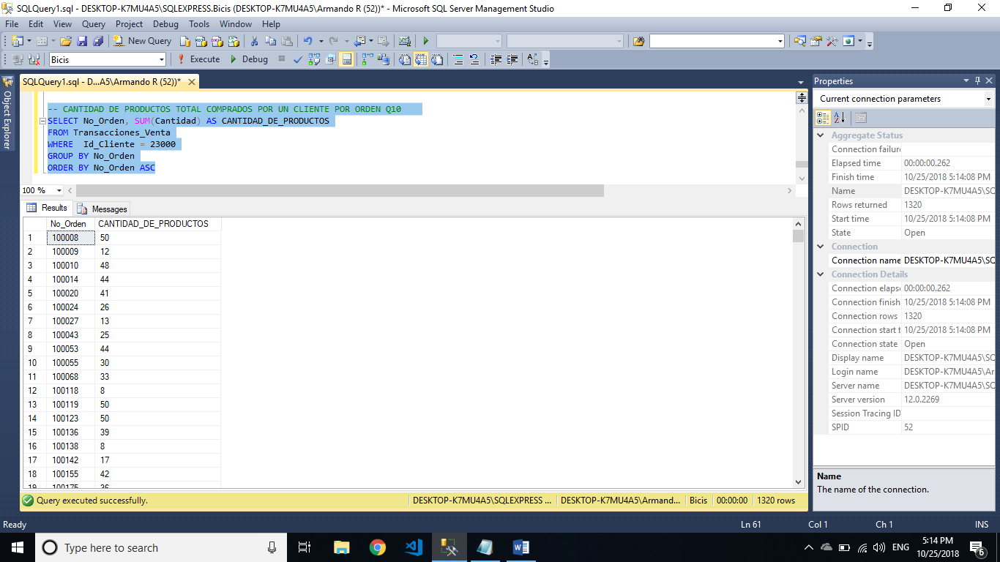 SQLQuery1.sql - DESKTOP-K7MU4A5\SQLEXPRESS.Bicis (DESKTOP-K7MU4A5\Armando R (52))* - Microsoft SQL Server Management Studio
File Edit View Query Project Debug Tools Window Help
New Query
Bicis Execute Debug
SQLQuery1.sql - D...A5\Armando R (52))*
Object Explorer
-- CANTIDAD DE PRODUCTOS TOTAL COMPRADOS POR UN CLIENTE POR ORDEN Q10
SELECT No_Orden, SUM(Cantidad) AS CANTIDAD_DE_PRODUCTOS
FROM Transacciones_Venta
WHERE Id_Cliente = 23000
GROUP BY No_Orden
ORDER BY No_Orden ASC
100 %
Results Messages
No_Orden CANTIDAD_DE_PRODUCTOS
1 100008 50
2 100009 12
3 100010 48
4 100014 44
5 100020 41
6 100024 26
7 100027 13
8 100043 25
9 100053 44
10 100055 30
11 100068 33
12 100118 8
13 100119 50
14 100123 50
15 100136 39
16 100138 8
17 100142 17
18 100155 42
19 100175 36
Query executed successfully. DESKTOP-K7MU4A5\SQLEXPRESS ... DESKTOP-K7MU4A5\Armand... Bicis 00:00:00 1320 rows
Properties
Current connection parameters
Aggregate Status
Connection failure
Elapsed time 00:00:00.262
Finish time 10/25/2018 5:14:08 PM
Name DESKTOP-K7MU4A5\SQ
Rows returned 1320
Start time 10/25/2018 5:14:08 PM
State Open
Connection
Connection name DESKTOP-K7MU4A5\SQ
Connection Details
Connection elapse 00:00:00.262
Connection finish 10/25/2018 5:14:08 PM
Connection rows 1320
Connection start t 10/25/2018 5:14:08 PM
Connection state Open
Display name DESKTOP-K7MU4A5\SQ
Login name DESKTOP-K7MU4A5\Ar
Server name DESKTOP-K7MU4A5\SQ
Server version 12.0.2269
Session Tracing ID
SPID 52
Name
The name of the connection.
Ready Ln 61 Col 1 Ch 1 INS
Type here to search
ENG
5:14 PM
10/25/2018
6